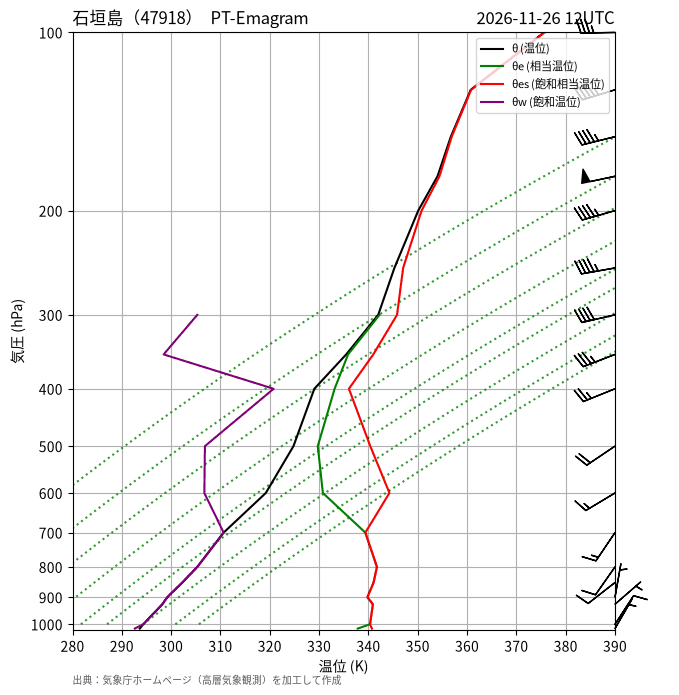 石垣島（47918） PT-Emagram
2026-11-26 12UTC
θ (温位)
θe (相当温位)
θes (飽和相当温位)
θw (飽和温位)
100
200
300
400
500
600
700
800
900
1000
気圧 (hPa)
280 290 300 310 320 330 340 350 360 370 380 390
温位 (K)
出典：気象庁ホームページ（高層気象観測）を加工して作成